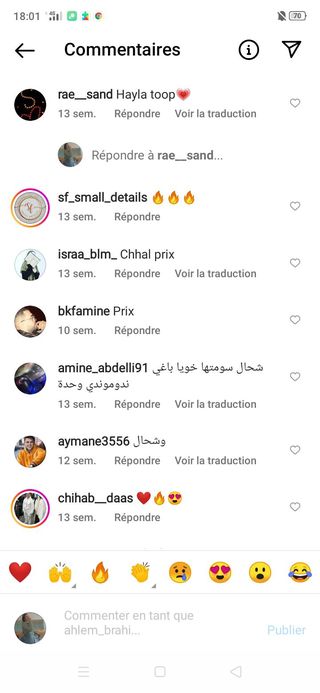 18:01
70
Commentaires
rae__sand Hayla toop💗
13 sem. Répondre Voir la traduction
Répondre à rae__sand...
sf_small_details 🔥🔥🔥
13 sem. Répondre
israa_blm_ Chhal prix
13 sem. Répondre Voir la traduction
bkfamine Prix
10 sem. Répondre
amine_abdelli91 شحال سومتها خويا باغي
ندوموندي وحدة
13 sem. Répondre Voir la traduction
aymane3556 وشحال
12 sem. Répondre Voir la traduction
chihab__daas ❤️🔥😍
13 sem. Répondre
❤️🙌🔥👏😢😍😮😂
Commenter en tant que
ahlem_brahi...
Publier